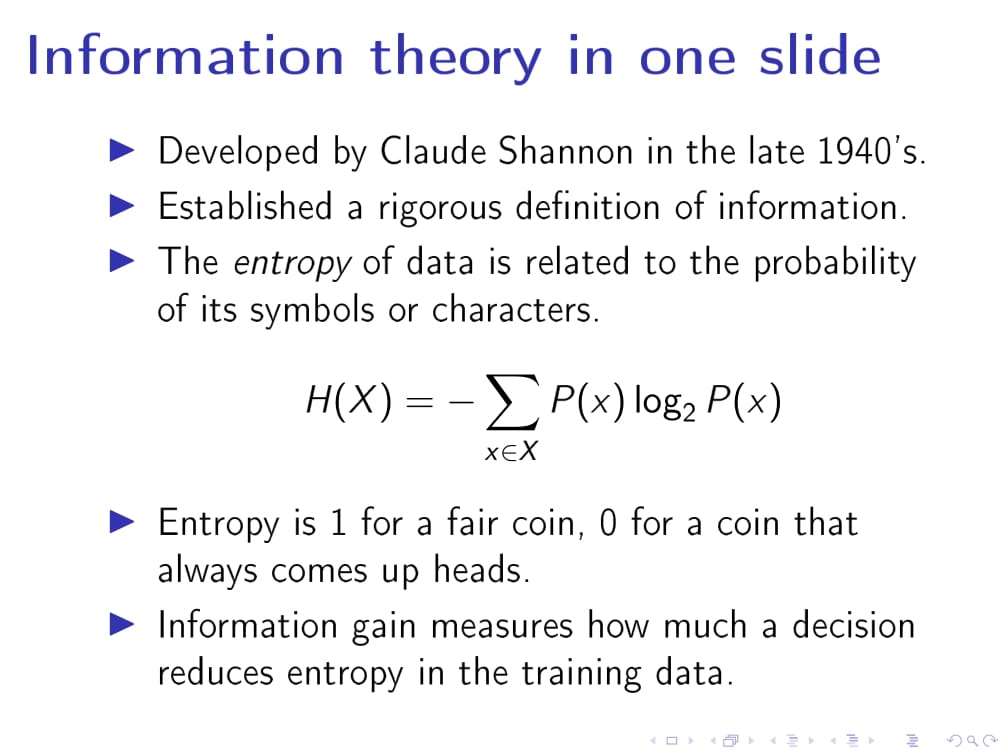 Information theory in one slide
▶ Developed by Claude Shannon in the late 1940's.
▶ Established a rigorous definition of information.
▶ The entropy of data is related to the probability
of its symbols or characters.
H(X) = − ∑ P(x) log₂ P(x)
x∈X
▶ Entropy is 1 for a fair coin, 0 for a coin that
always comes up heads.
▶ Information gain measures how much a decision
reduces entropy in the training data.